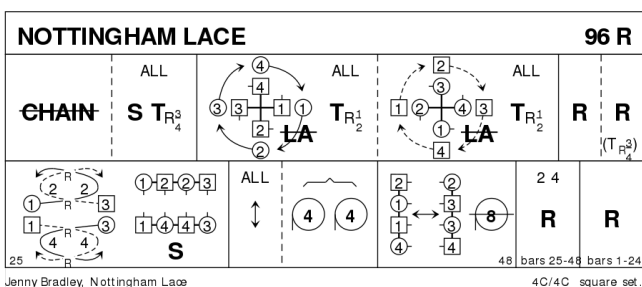 NOTTINGHAM LACE 96 R
ALL ALL ALL
CHAIN S T R 3/4 LA T R 1/2 LA T R 1/2 R R
4 4 3 3 1 1 2 2
2 3 1 2 4 3 1 4
(T R 3/4)
R 2 2 R 1 3 R 1 3 4 4 R
1 2 2 3
1 4 4 3
S
ALL
4 4
2 1 3 4
2 3 3 4
8
2 4
R R
25 48 bars 25-48 bars 1-24
Jenny Bradley, Nottingham Lace 4C/4C square set.